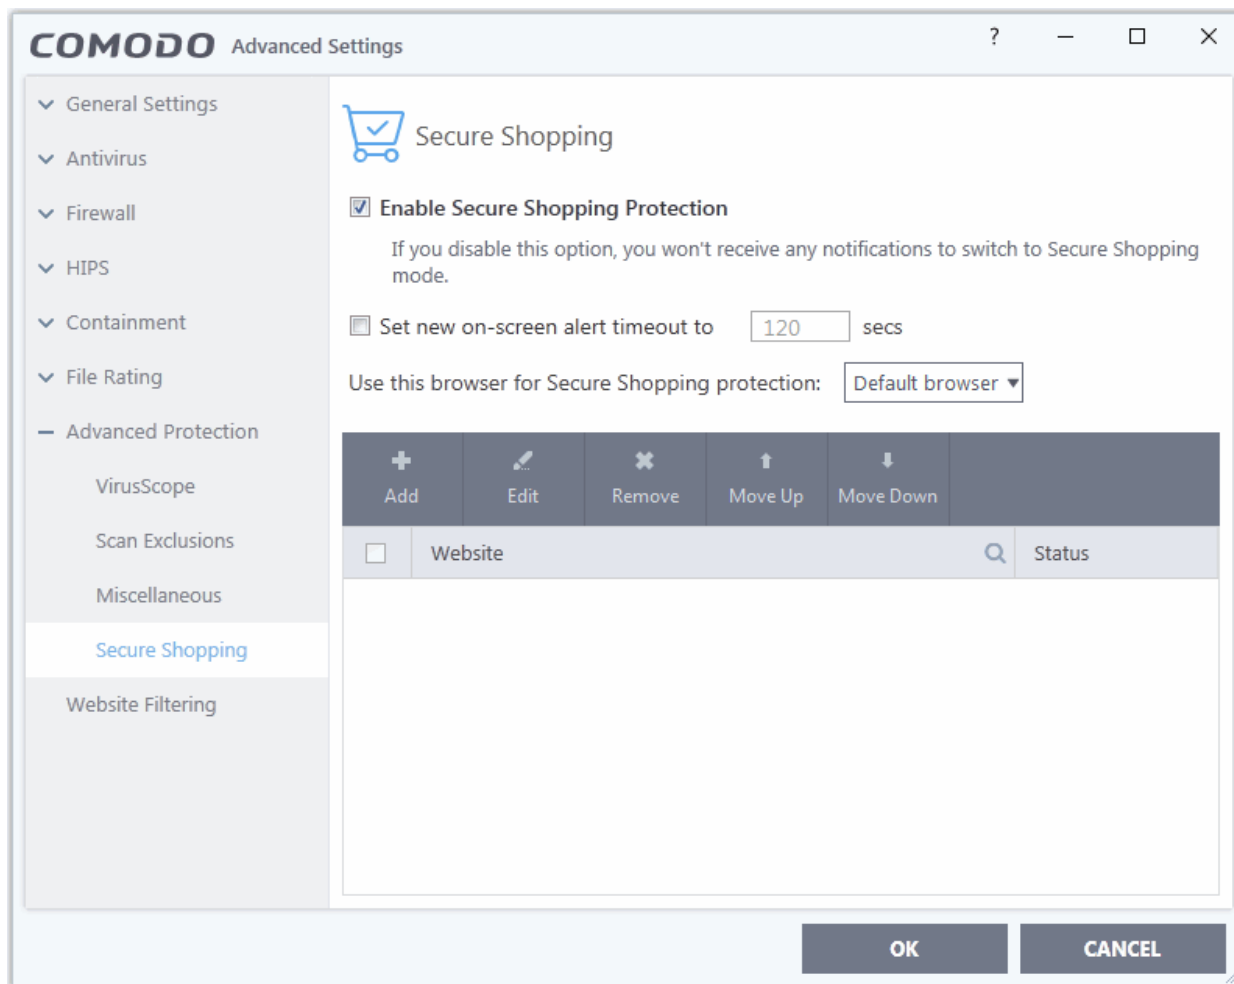 COMODO Advanced Settings
?
General Settings
Antivirus
Firewall
HIPS
Containment
File Rating
Advanced Protection
VirusScope
Scan Exclusions
Miscellaneous
Secure Shopping
Website Filtering
Secure Shopping
Enable Secure Shopping Protection
If you disable this option, you won't receive any notifications to switch to Secure Shopping
mode.
Set new on-screen alert timeout to 120 secs
Use this browser for Secure Shopping protection: Default browser
Add Edit Remove Move Up Move Down
Website Status
OK CANCEL